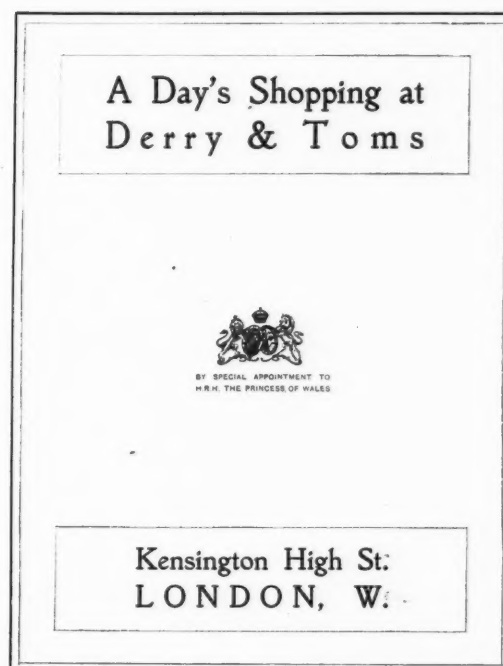 A Day's Shopping at
Derry & Toms
BY SPECIAL APPOINTMENT TO
H.R.H. THE PRINCESS OF WALES
Kensington High St.
LONDON, W.